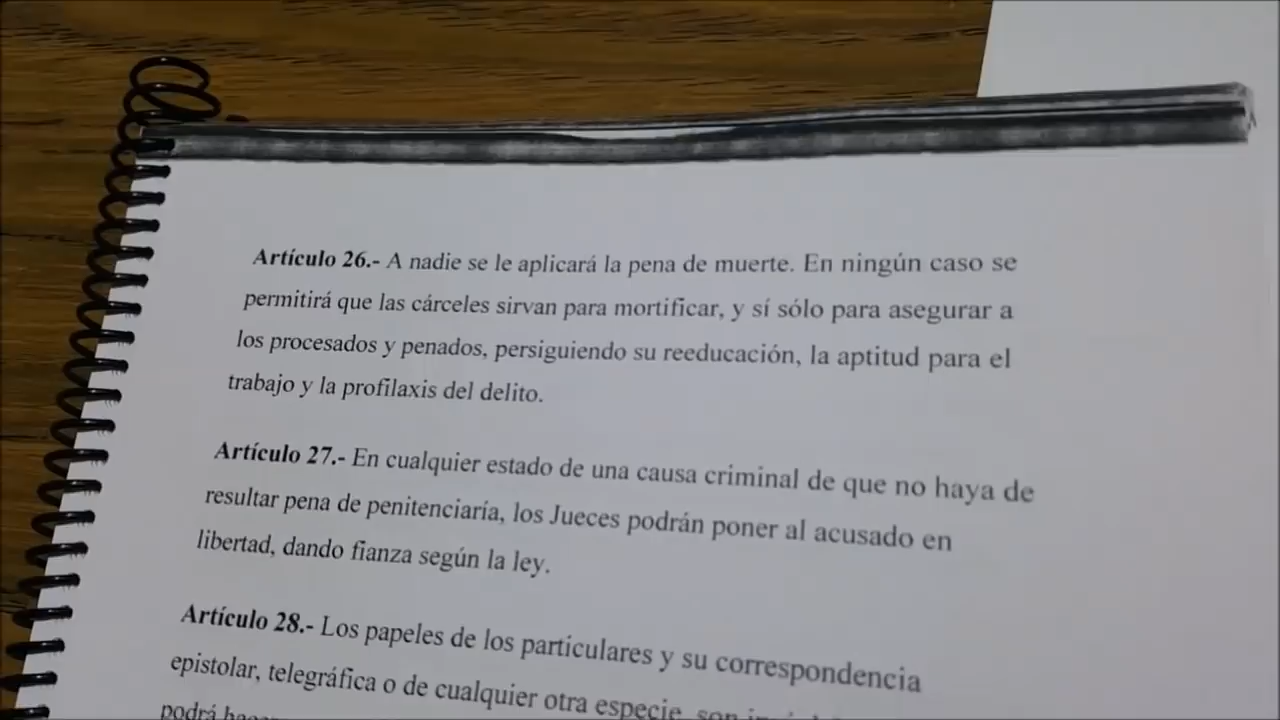 Artículo 26.- A nadie se le aplicará la pena de muerte. En ningún caso se
permitirá que las cárceles sirvan para mortificar, y sí sólo para asegurar a
los procesados y penados, persiguiendo su reeducación, la aptitud para el
trabajo y la profilaxis del delito.
Artículo 27.- En cualquier estado de una causa criminal de que no haya de
resultar pena de penitenciaría, los Jueces podrán poner al acusado en
libertad, dando fianza según la ley.
Artículo 28.- Los papeles de los particulares y su correspondencia
epistolar, telegráfica o de cualquier otra especie, son
podrá